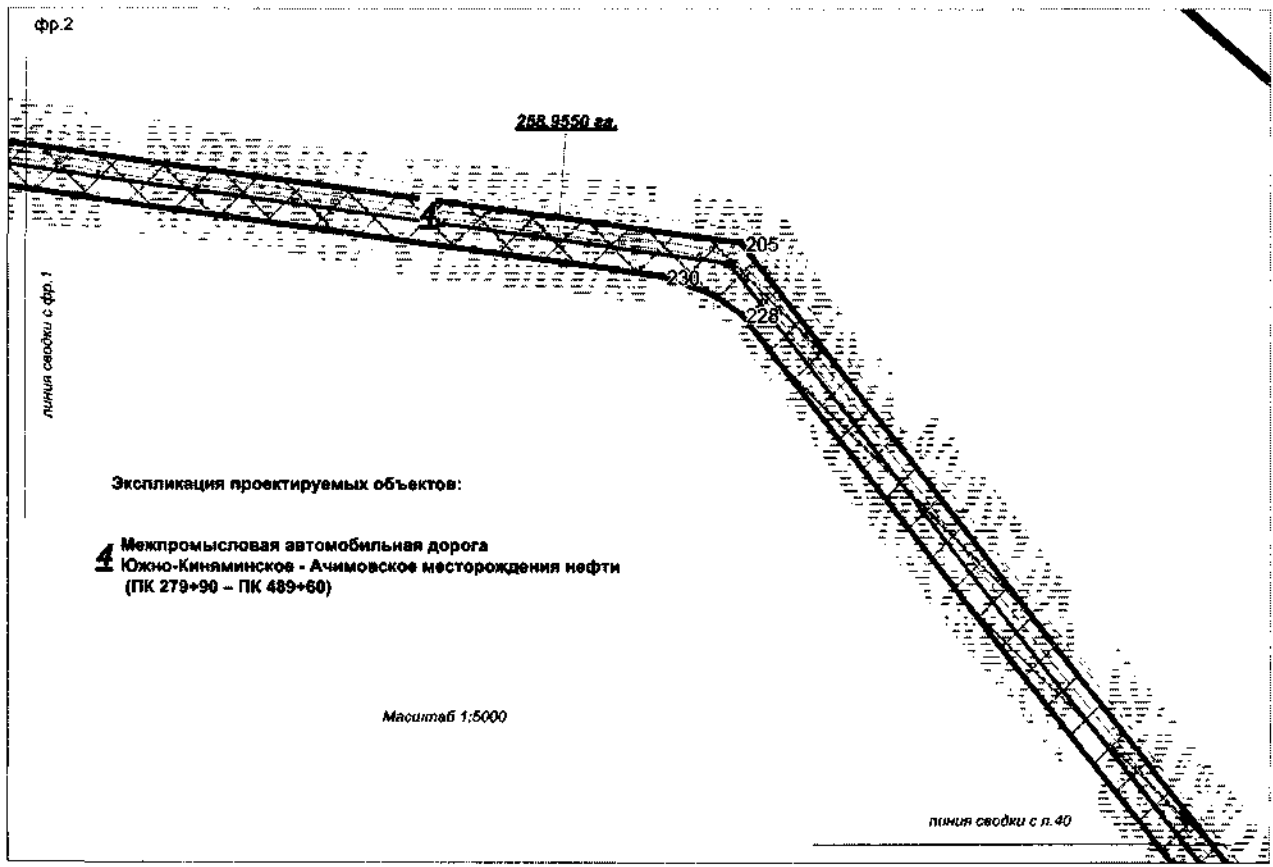 фр.2
258.9550 га.
4
205
230
228
линия сводки с фр. 1
Экспликация проектируемых объектов:
4 Межпромысловая автомобильная дорога
Южно-Киняминское - Ачимовское месторождения нефти
(ПК 279+90 – ПК 489+60)
Масштаб 1:5000
линия сводки с л.40